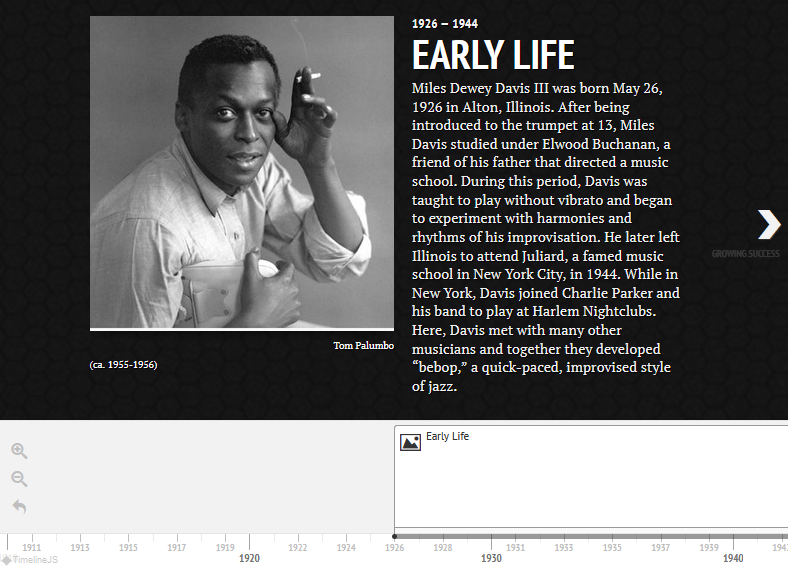 1926 – 1944
EARLY LIFE
Miles Dewey Davis III was born May 26,
1926 in Alton, Illinois. After being
introduced to the trumpet at 13, Miles
Davis studied under Elwood Buchanan, a
friend of his father that directed a music
school. During this period, Davis was
taught to play without vibrato and began
to experiment with harmonies and
rhythms of his improvisation. He later left
Illinois to attend Juliard, a famed music
school in New York City, in 1944. While in
New York, Davis joined Charlie Parker and
his band to play at Harlem Nightclubs.
Here, Davis met with many other
musicians and together they developed
“bebop,” a quick-paced, improvised style
of jazz.
GROWING SUCCESS
Tom Palumbo
(ca. 1955-1956)
Early Life
1911 1913 1915 1917 1919 1922 1924 1926 1928 1931 1933 1935 1937 1939
1920 1930 1940
TimelineJS